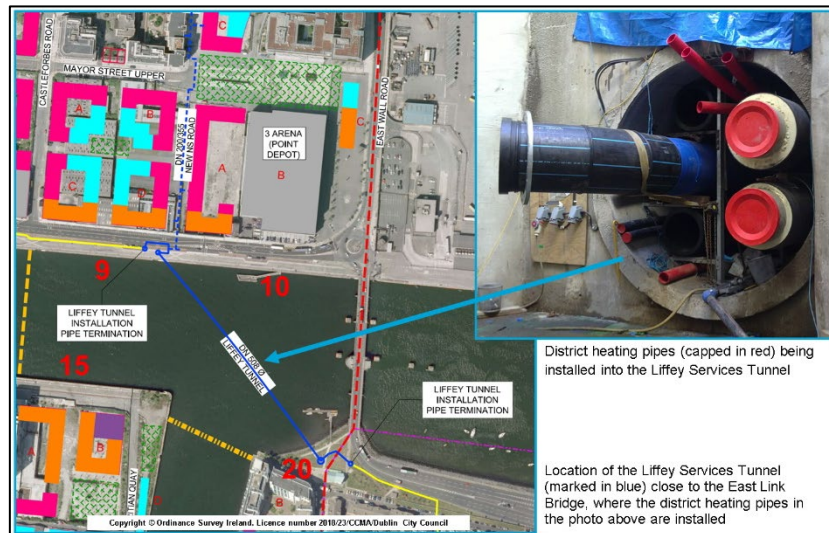 CASTLEFORBES ROAD
MAYOR STREET UPPER
C
A
B
C
DN 200/355
NEW NS ROAD
A
3 ARENA
(POINT
DEPOT)
B
C
EAST WALL ROAD
9
10
LIFFEY TUNNEL
INSTALLATION
PIPE TERMINATION
15
LIFFEY TUNNEL
LIFFEY TUNNEL
INSTALLATION
PIPE TERMINATION
20
A
B
B
Copyright © Ordinance Survey Ireland. Licence number 2018/23/CCMA/Dublin City Council
District heating pipes (capped in red) being
installed into the Liffey Services Tunnel
Location of the Liffey Services Tunnel
(marked in blue) close to the East Link
Bridge, where the district heating pipes in
the photo above are installed